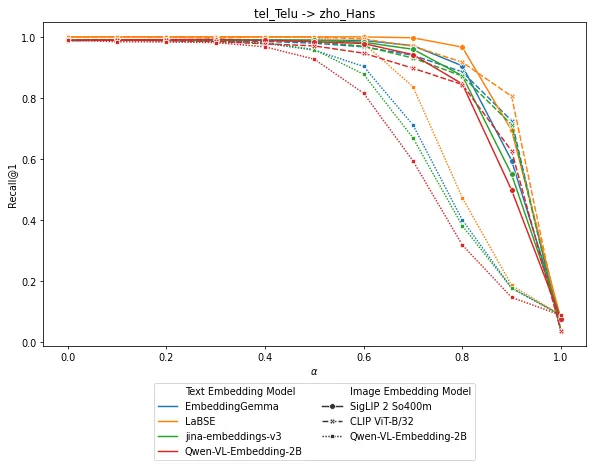 tel_Telu -> zho_Hans
Recall@1
1.0
0.8
0.6
0.4
0.2
0.0
0.0 0.2 0.4 0.6 0.8 1.0
α
Text Embedding Model Image Embedding Model
EmbeddingGemma SigLIP 2 So400m
LaBSE CLIP ViT-B/32
jina-embeddings-v3 Qwen-VL-Embedding-2B
Qwen-VL-Embedding-2B